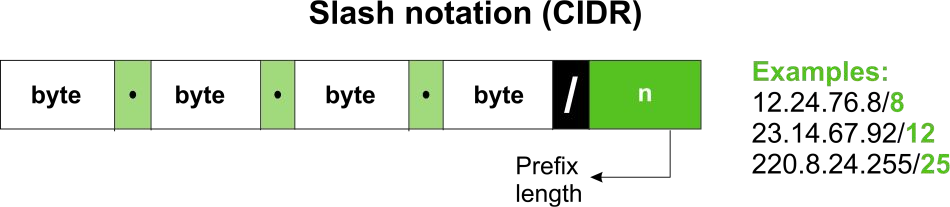 Slash notation (CIDR)
byte • byte • byte • byte / n
Prefix
length
Examples:
12.24.76.8/8
23.14.67.92/12
220.8.24.255/25